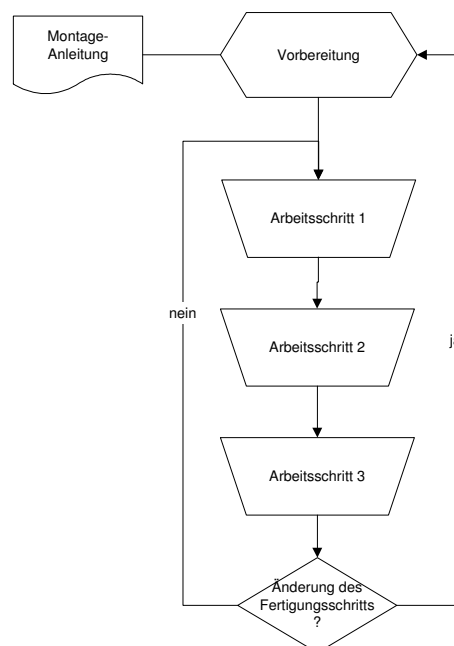 Montage-
Anleitung
Vorbereitung
Arbeitsschritt 1
nein
Arbeitsschritt 2
Arbeitsschritt 3
Änderung des
Fertigungsschritts
?